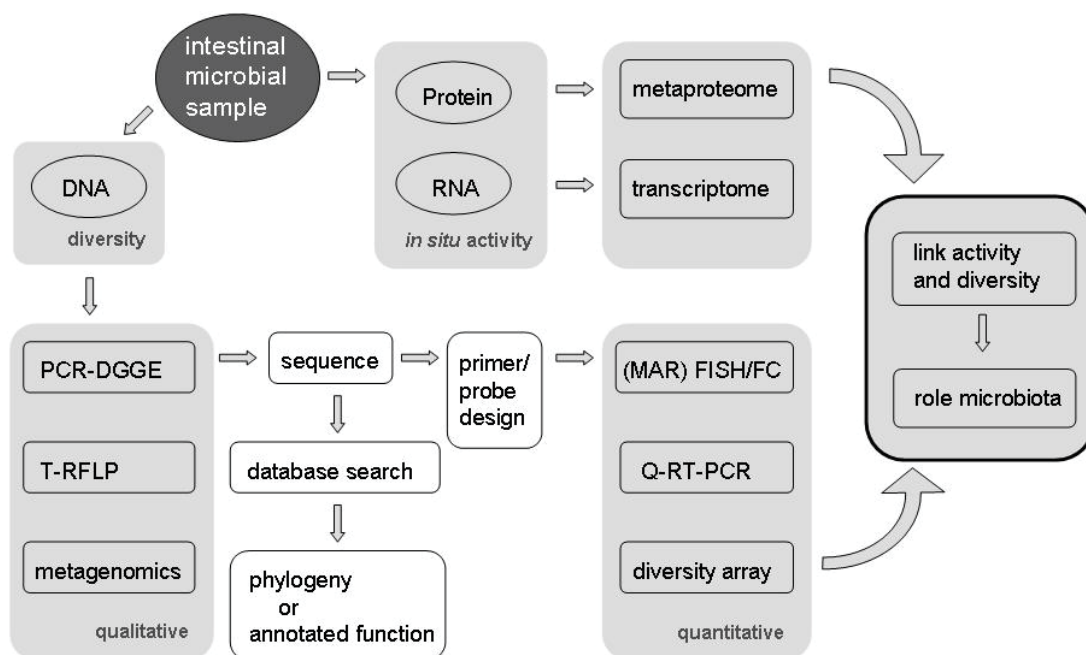 intestinal
microbial
sample
Protein
RNA
in situ activity
metaproteome
transcriptome
DNA
diversity
link activity
and diversity
role microbiota
PCR-DGGE
T-RFLP
metagenomics
qualitative
sequence
database search
phylogeny
or
annotated function
primer/
probe
design
(MAR) FISH/FC
Q-RT-PCR
diversity array
quantitative